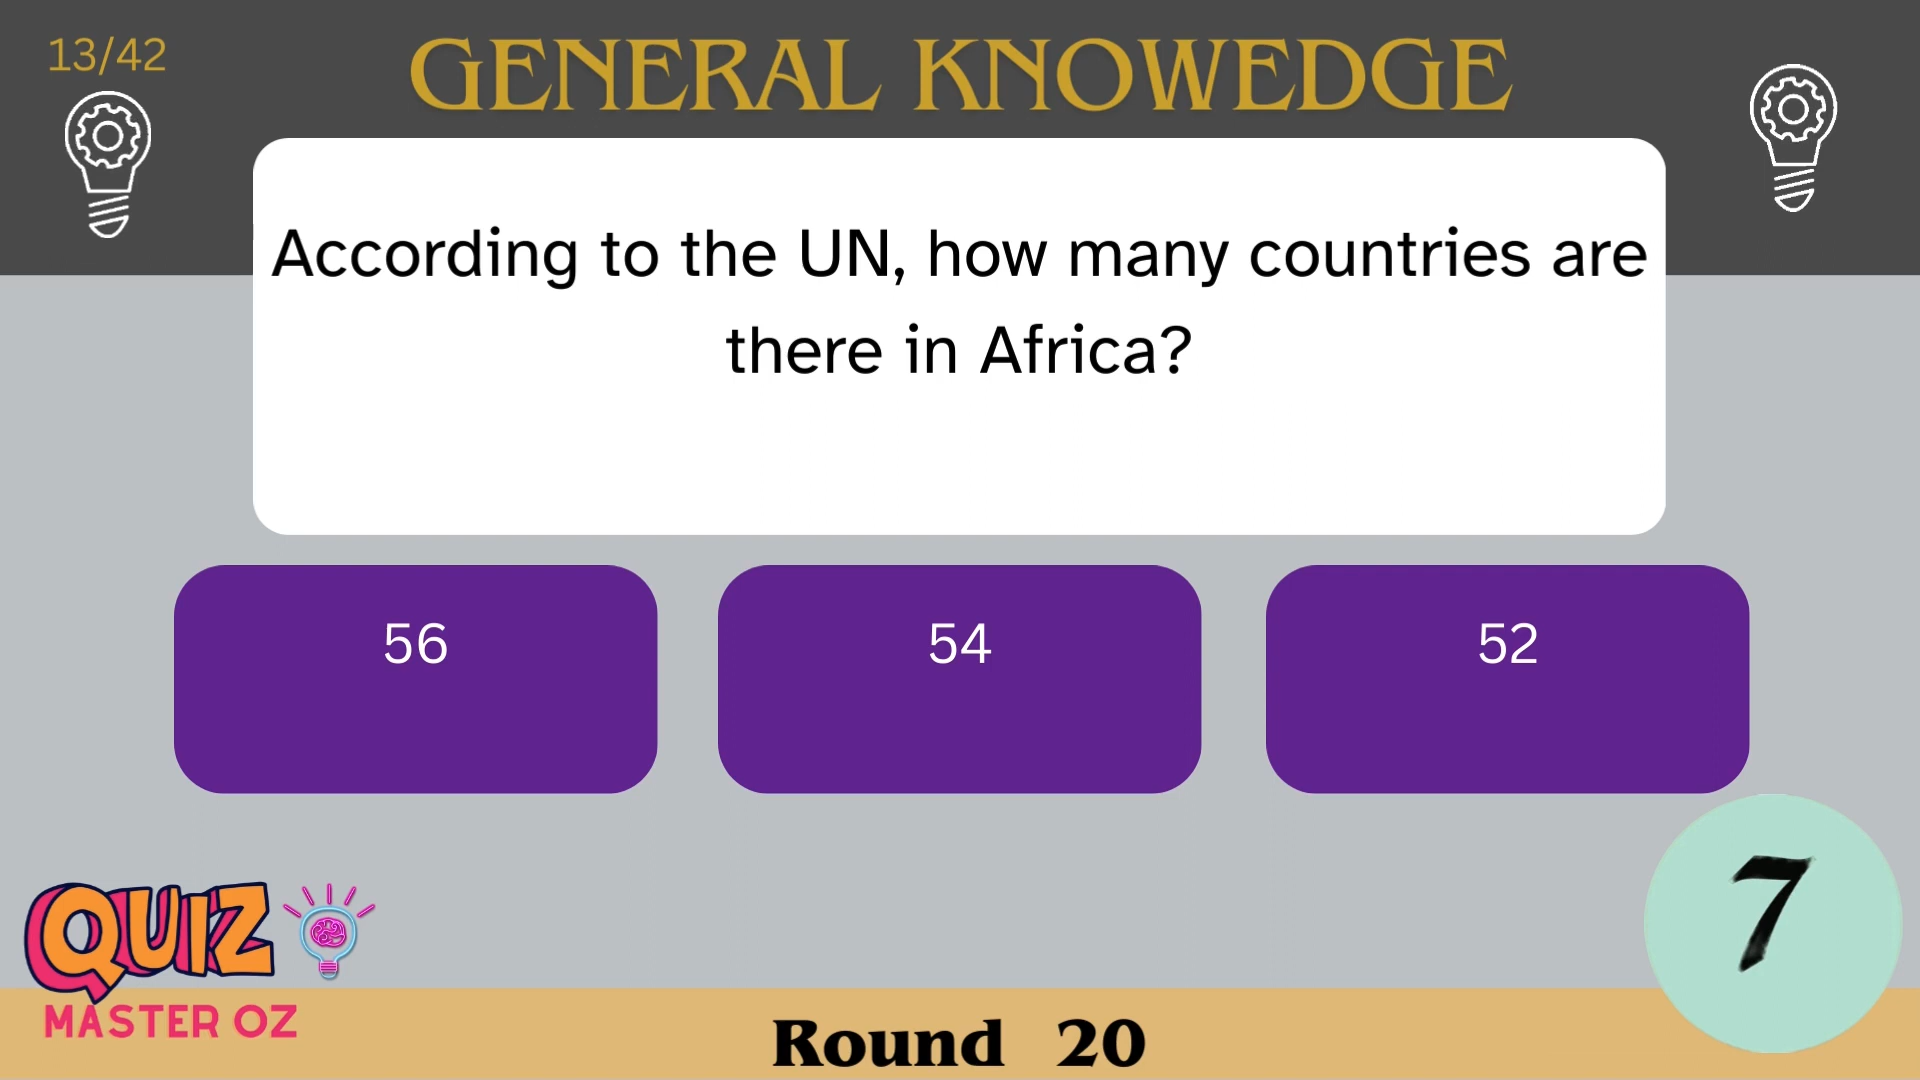 13/42
GENERAL KNOWEDGE
According to the UN, how many countries are
there in Africa?
56
54
52
7
QUIZ
MASTER OZ
Round 20